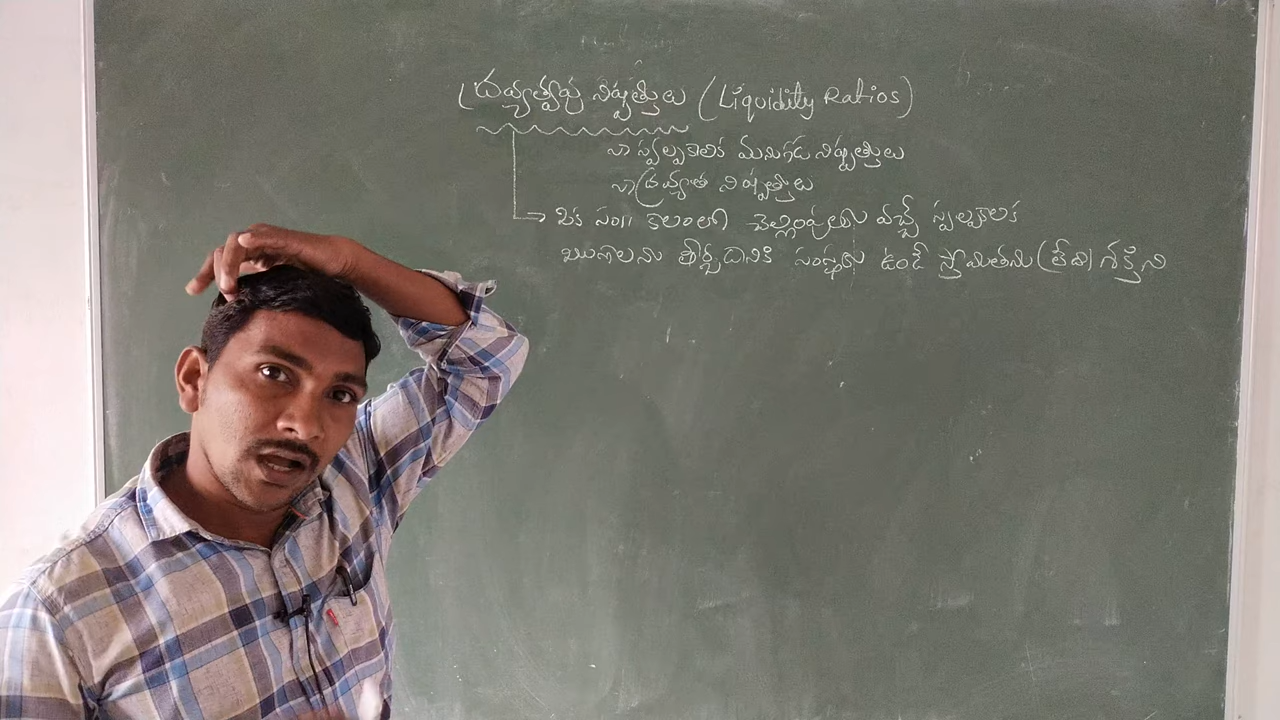 ద్రవ్యత్వపు నిష్పత్తులు (Liquidity Ratios)
స్వల్పకాలిక మనుగడ నిష్పత్తులు
ద్రవ్యత నిష్పత్తులు
ఒక సం॥ కాలంలో చెల్లింపుకు వచ్చే స్వల్పకాలిక
ఋణాలను తీర్చడానికి సంస్థకు ఉండే స్తోమతను (లేదా) శక్తిని